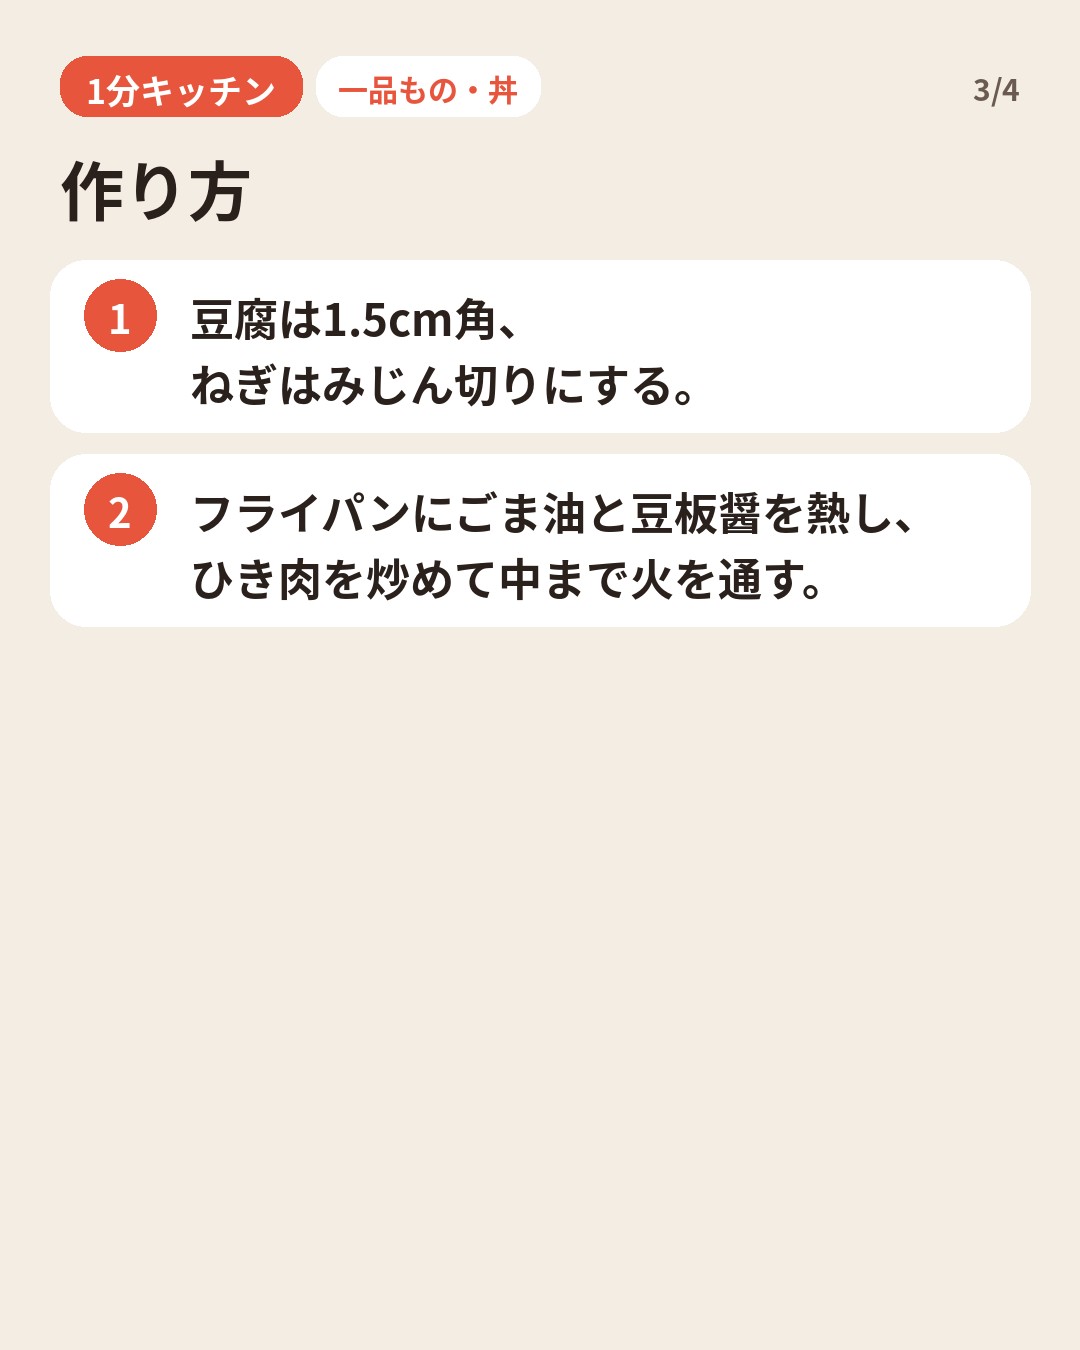 1分キッチン
一品もの・丼
3/4
作り方
1
豆腐は1.5cm角、
ねぎはみじん切りにする。
2
フライパンにごま油と豆板醤を熱し、
ひき肉を炒めて中まで火を通す。